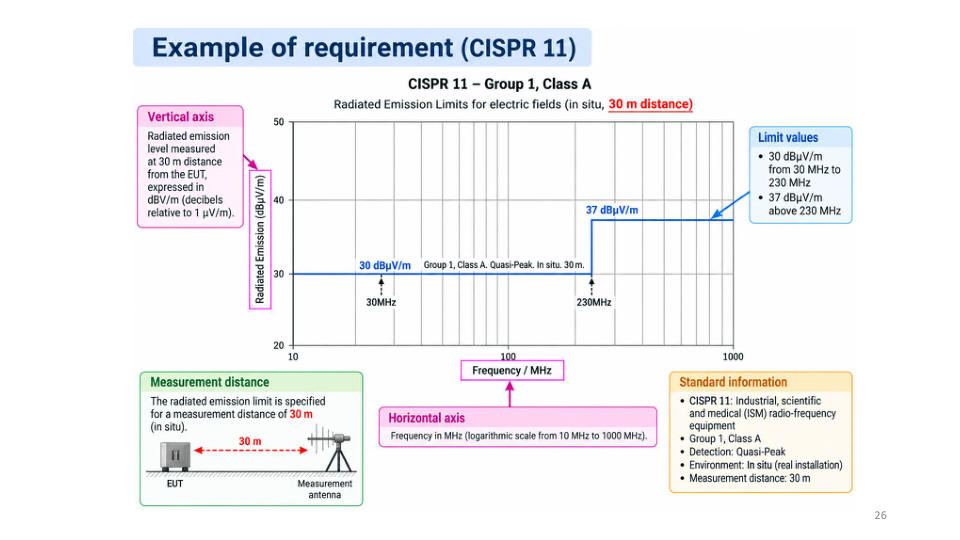 Example of requirement (CISPR 11)
CISPR 11 – Group 1, Class A
Radiated Emission Limits for electric fields (in situ, 30 m distance)
Vertical axis
Radiated emission
level measured
at 30 m distance
from the EUT,
expressed in
dBV/m (decibels
relative to 1 µV/m).
Radiated Emission (dBµV/m)
50
40
30
20
37 dBµV/m
30 dBµV/m
Group 1, Class A. Quasi-Peak. In situ. 30 m.
30MHz
230MHz
10
100
1000
Frequency / MHz
Limit values
• 30 dBµV/m
from 30 MHz to
230 MHz
• 37 dBµV/m
above 230 MHz
Measurement distance
The radiated emission limit is specified
for a measurement distance of 30 m
(in situ).
30 m
EUT
Measurement
antenna
Horizontal axis
Frequency in MHz (logarithmic scale from 10 MHz to 1000 MHz).
Standard information
• CISPR 11: Industrial, scientific
and medical (ISM) radio-frequency
equipment
• Group 1, Class A
• Detection: Quasi-Peak
• Environment: In situ (real installation)
• Measurement distance: 30 m
26